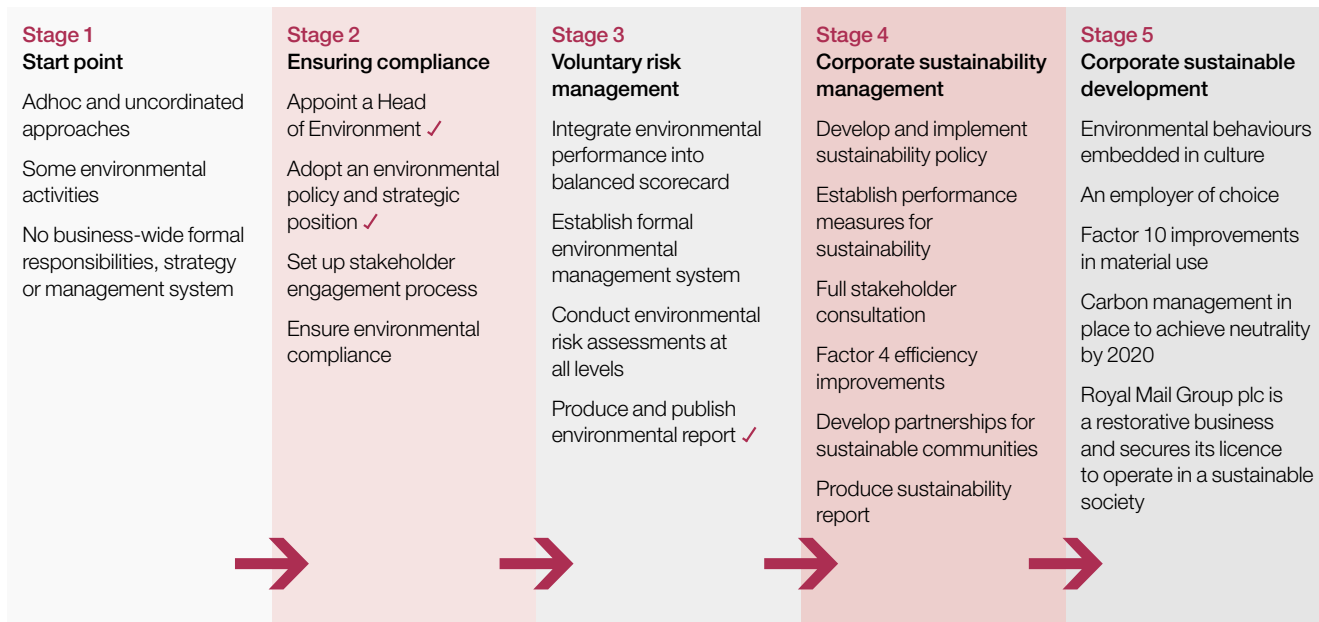 Stage 1
Start point
Adhoc and uncordinated
approaches
Some environmental
activities
No business-wide formal
responsibilities, strategy
or management system
Stage 2
Ensuring compliance
Appoint a Head
of Environment ✓
Adopt an environmental
policy and strategic
position ✓
Set up stakeholder
engagement process
Ensure environmental
compliance
Stage 3
Voluntary risk
management
Integrate environmental
performance into
balanced scorecard
Establish formal
environmental
management system
Conduct environmental
risk assessments at
all levels
Produce and publish
environmental report ✓
Stage 4
Corporate sustainability
management
Develop and implement
sustainability policy
Establish performance
measures for
sustainability
Full stakeholder
consultation
Factor 4 efficiency
improvements
Develop partnerships for
sustainable communities
Produce sustainability
report
Stage 5
Corporate sustainable
development
Environmental behaviours
embedded in culture
An employer of choice
Factor 10 improvements
in material use
Carbon management in
place to achieve neutrality
by 2020
Royal Mail Group plc is
a restorative business
and secures its licence
to operate in a sustainable
society